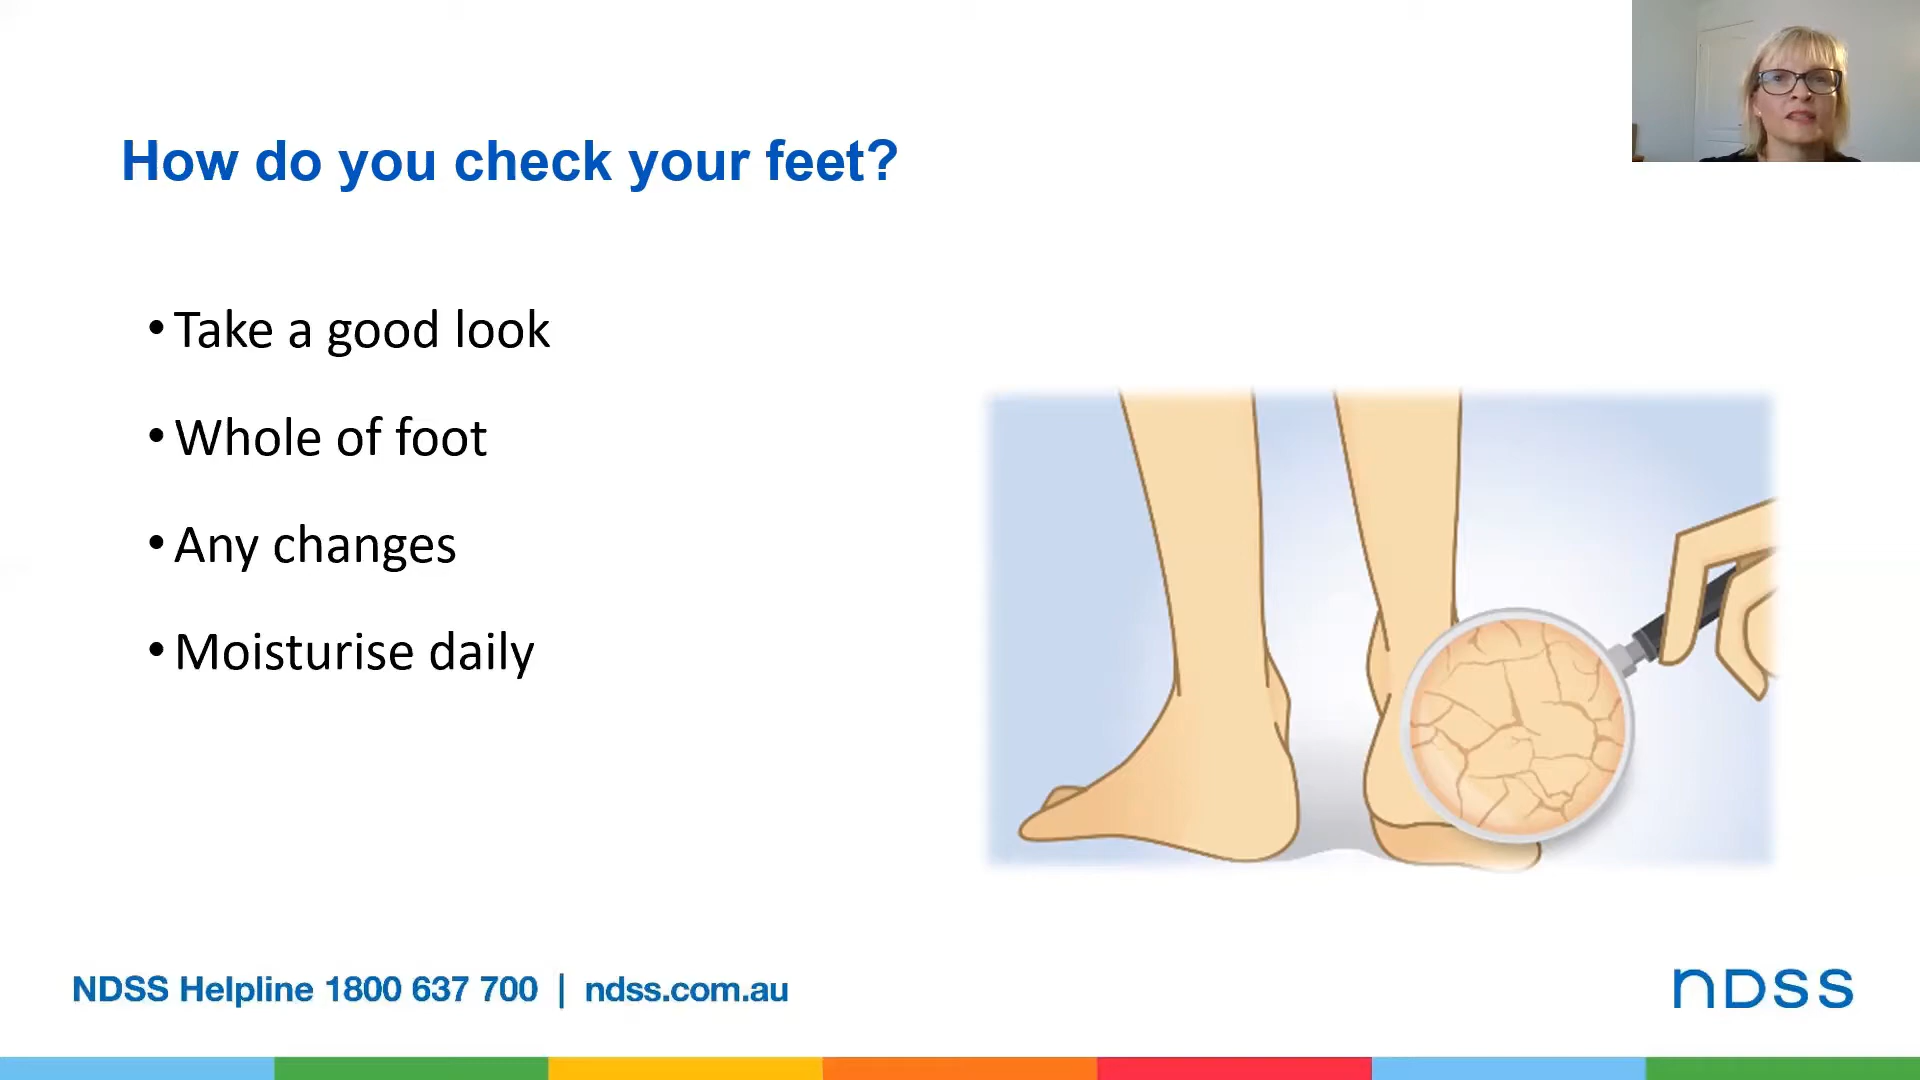 How do you check your feet?
• Take a good look
• Whole of foot
• Any changes
• Moisturise daily
NDSS Helpline 1800 637 700 | ndss.com.au
nDSS